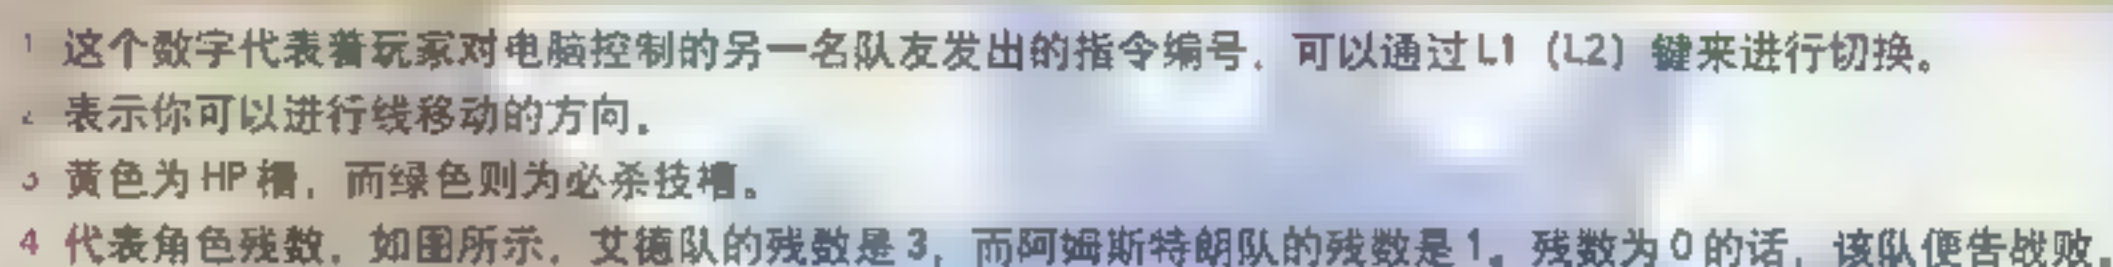 1 这个数字代表着玩家对电脑控制的另一名队友发出的指令编号，可以通过L1（L2）键来进行切换。
2 表示你可以进行线移动的方向。
3 黄色为HP槽，而绿色则为必杀技槽。
4 代表角色残数，如图所示，艾德队的残数是3，而阿姆斯特朗队的残数是1。残数为0的话，该队便告战败。